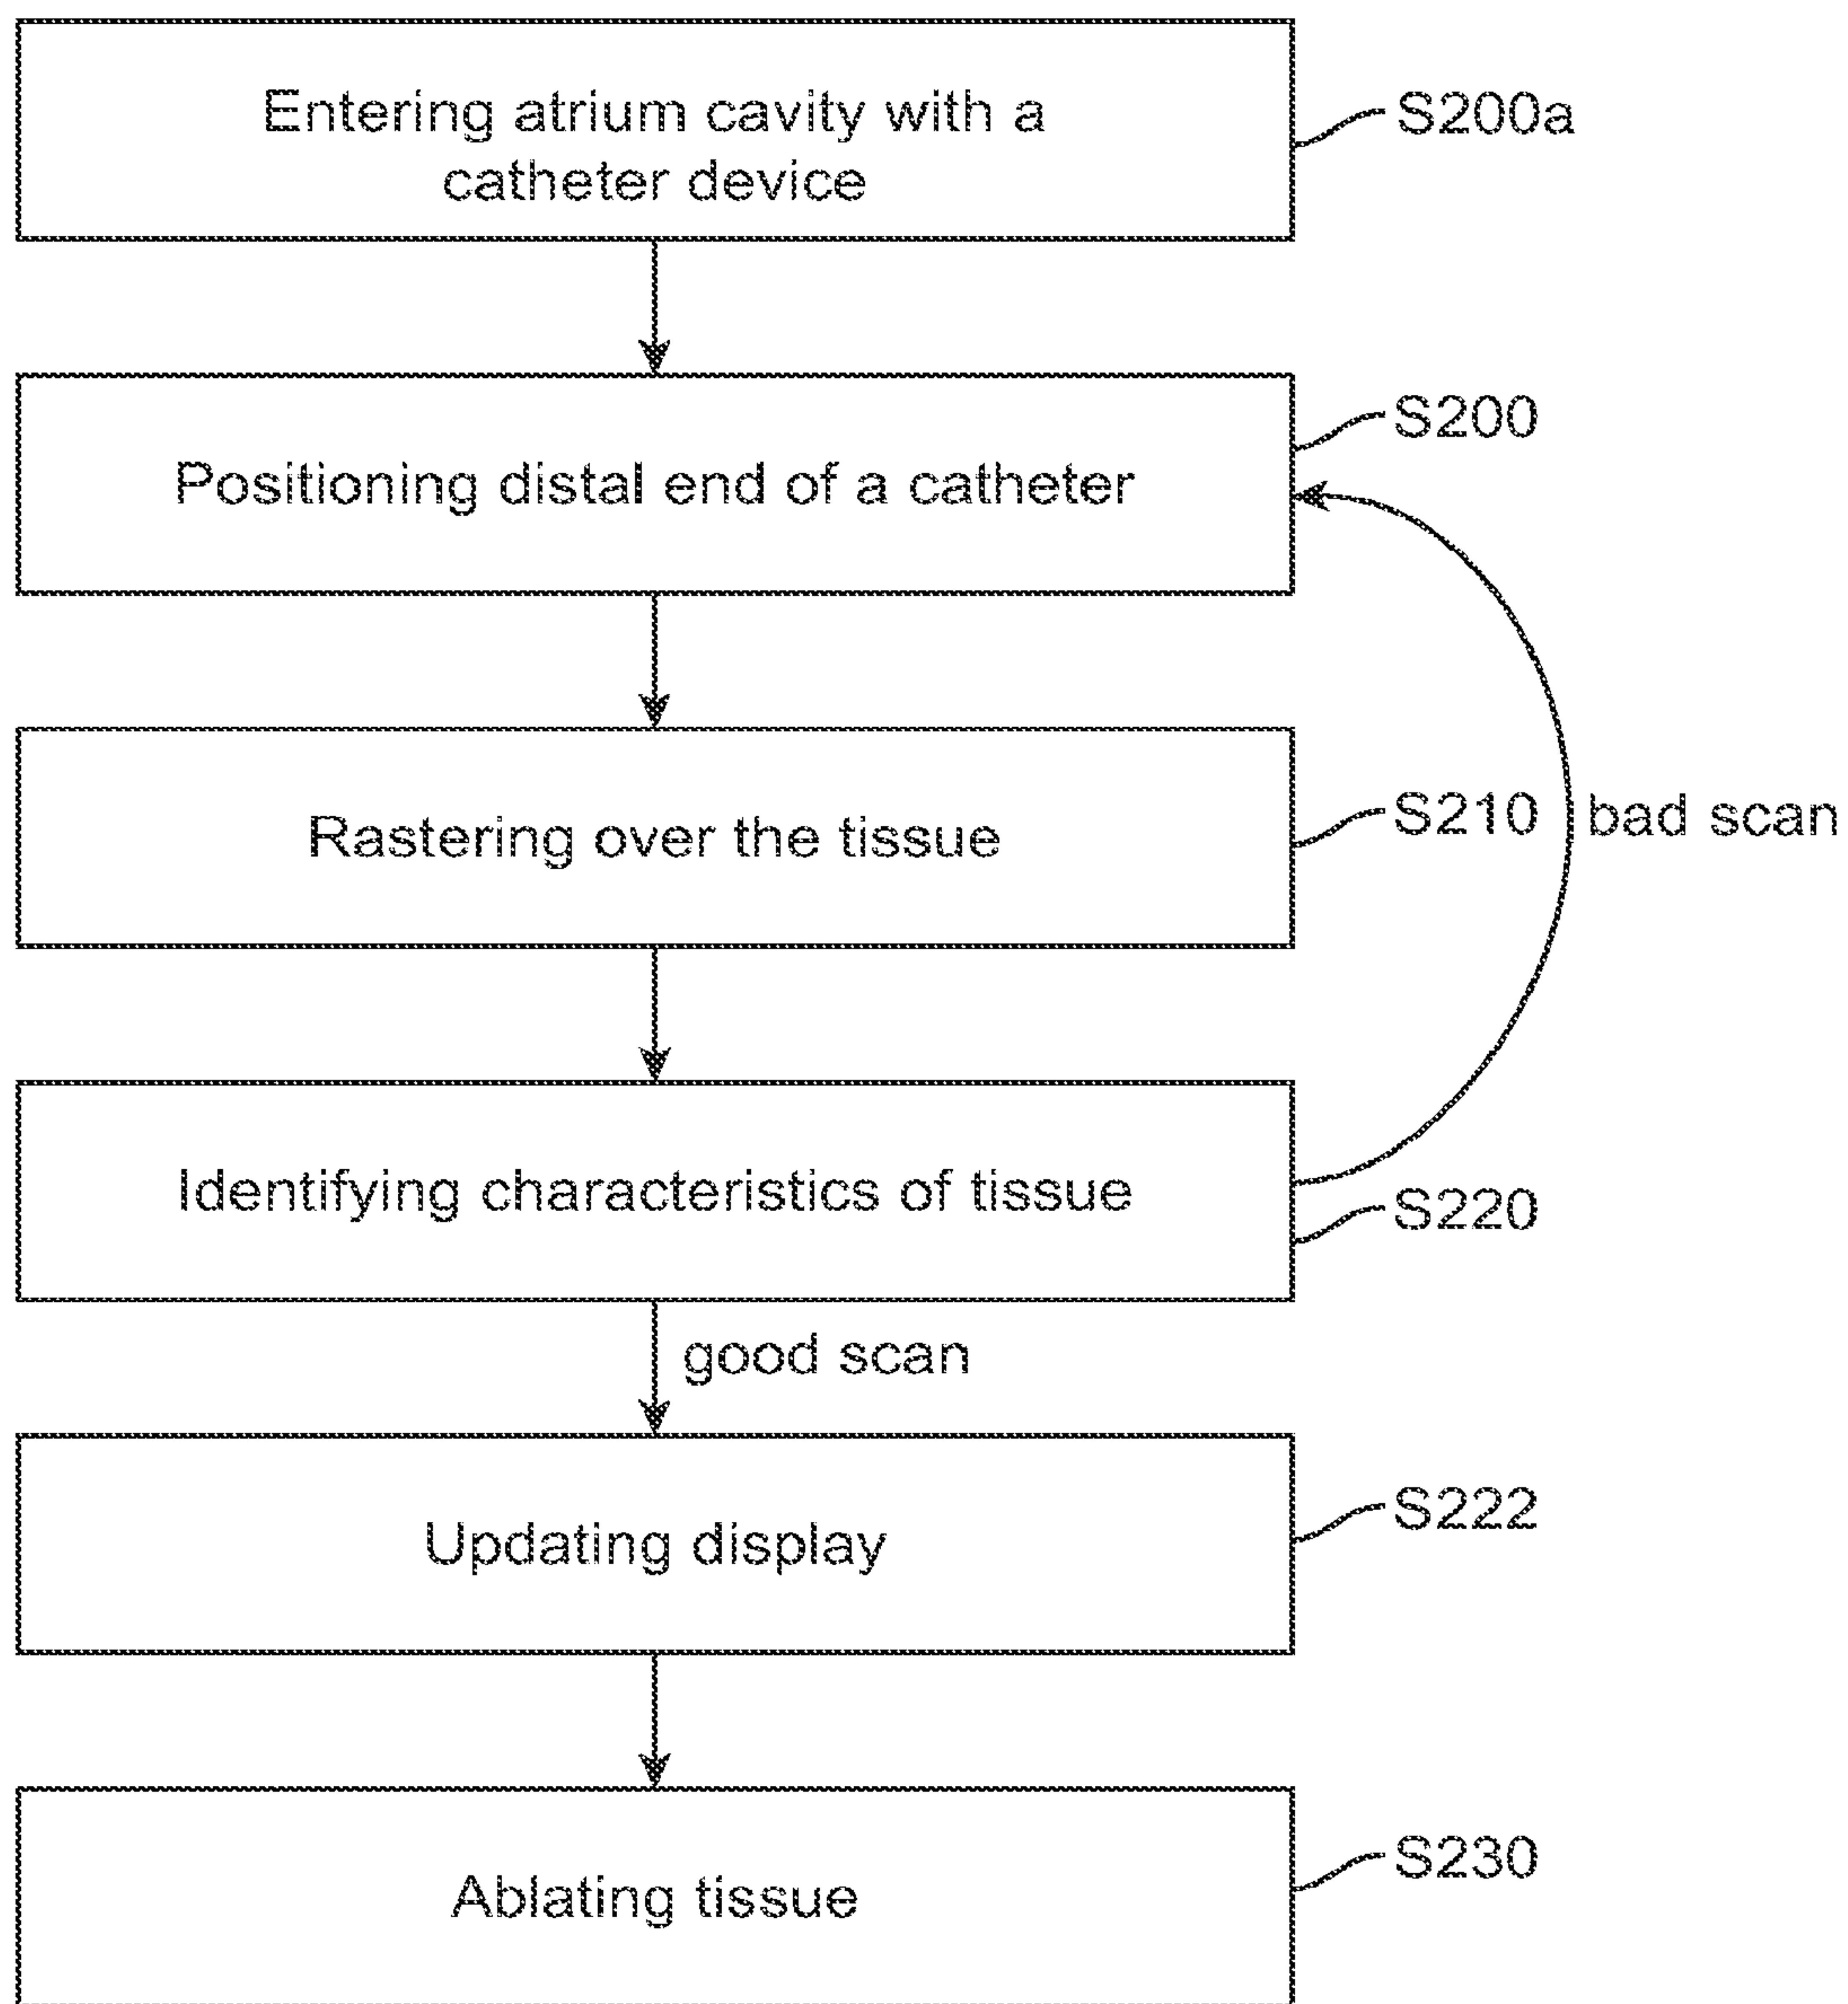 Entering atrium cavity with a
catheter device
S200a
S200
Positioning distal end of a catheter
Rastering over the tissue
S210
bad scan
Identifying characteristics of tissue
S220
good scan
Updating display
S222
Ablating tissue
S230